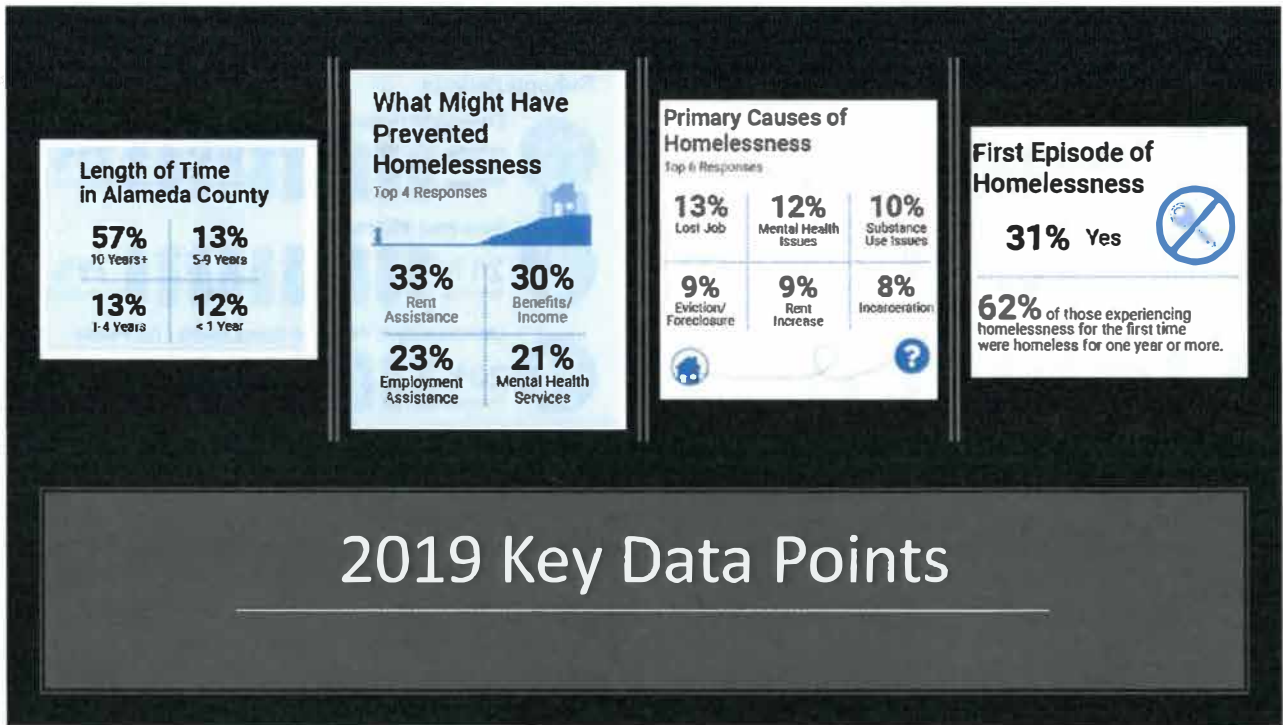 Length of Time
in Alameda County
57%
10 Years+
13%
5-9 Years
13%
1-4 Years
12%
< 1 Year
What Might Have
Prevented
Homelessness
Top 4 Responses
33%
Rent
Assistance
30%
Benefits/
Income
23%
Employment
Assistance
21%
Mental Health
Services
Primary Causes of
Homelessness
Top 6 Responses
13%
Lost Job
12%
Mental Health
Issues
10%
Substance
Use Issues
9%
Eviction/
Foreclosure
9%
Rent
Increase
8%
Incarceration
?
First Episode of
Homelessness
31% Yes
62% of those experiencing
homelessness for the first time
were homeless for one year or more.
2019 Key Data Points